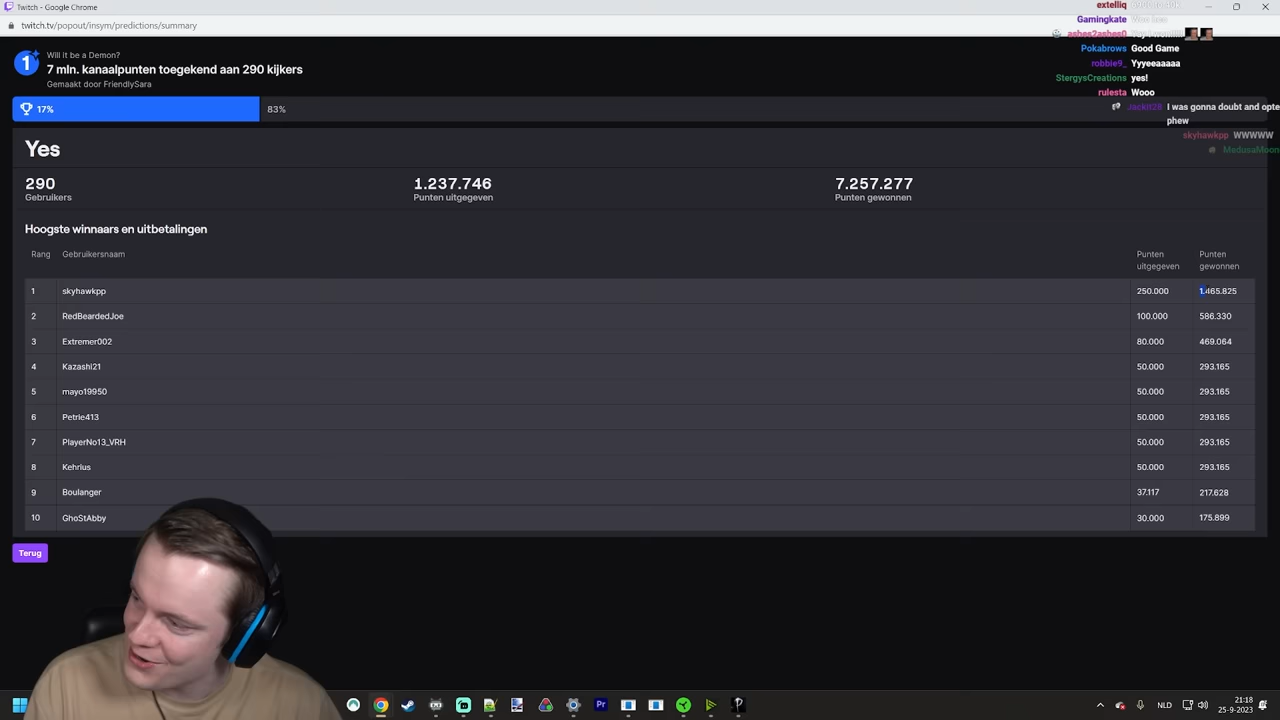 Twitch - Google Chrome
twitch.tv/popout/insym/predictions/summary
Will it be a Demon?
7 mln. kanaalpunten toegekend aan 290 kijkers
Gemaakt door FriendlySara
17%
83%
Yes
290
Gebruikers
1.237.746
Punten uitgegeven
7.257.277
Punten gewonnen
Hoogste winnaars en uitbetalingen
Rang Gebruikersnaam Punten uitgegeven Punten gewonnen
1 skyhawkpp 250.000 1.465.825
2 RedBeardedJoe 100.000 586.330
3 Extremer002 80.000 469.064
4 Kazashi21 50.000 293.165
5 mayo19950 50.000 293.165
6 Petrie413 50.000 293.165
7 PlayerNo13_VRH 50.000 293.165
8 Kehrius 50.000 293.165
9 Boulanger 37.117 217.628
10 GhoStAbby 30.000 175.899
Terug
extelliq
Gamingkate Woo hoo
ashes2ashes0
Pokabrows Good Game
robbie9_ Yyyeeaaaaa
StergysCreations yes!
rulesta Wooo
Jackit28 I was gonna doubt and opte
phew
skyhawkpp WWWWW
MedusaMoon
NLD
21:18
25-9-2023